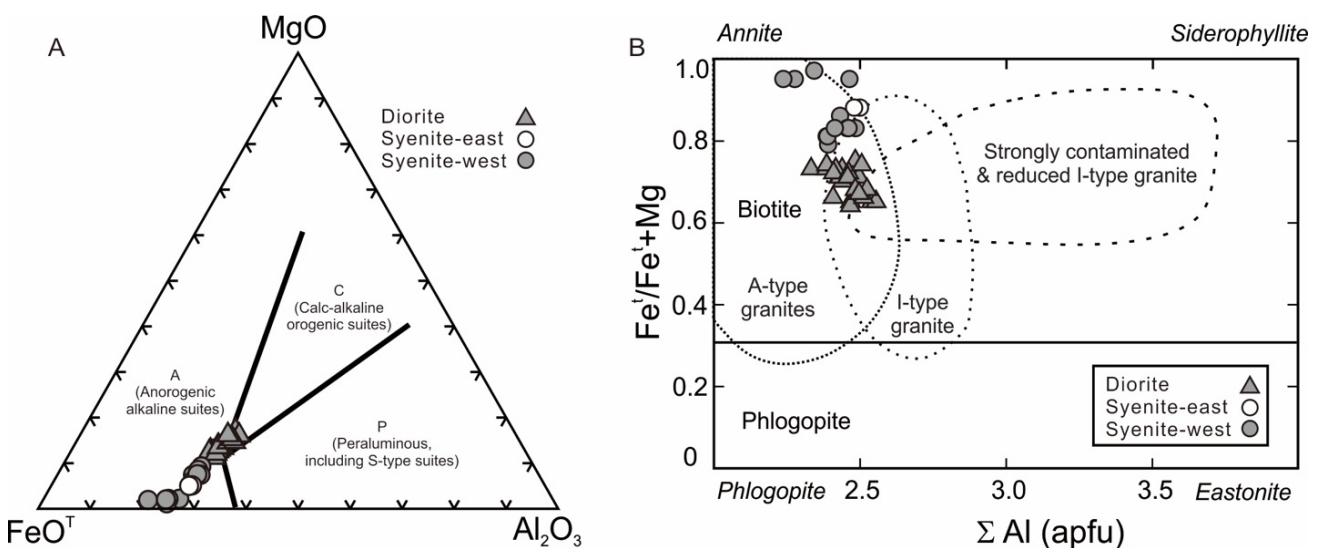 A
MgO
Diorite
Syenite-east
Syenite-west
C
(Calc-alkaline
orogenic suites)
A
(Anorogenic
alkaline suites)
P
(Peraluminous,
including S-type suites)
FeOᵀ
Al₂O₃
B
Annite
Siderophyllite
1.0
0.8
0.6
0.4
0.2
0
Feᵗ/Feᵗ+Mg
Strongly contaminated
& reduced I-type granite
Biotite
A-type
granites
I-type
granite
Phlogopite
Diorite
Syenite-east
Syenite-west
Phlogopite
2.5
3.0
3.5
Eastonite
Σ Al (apfu)